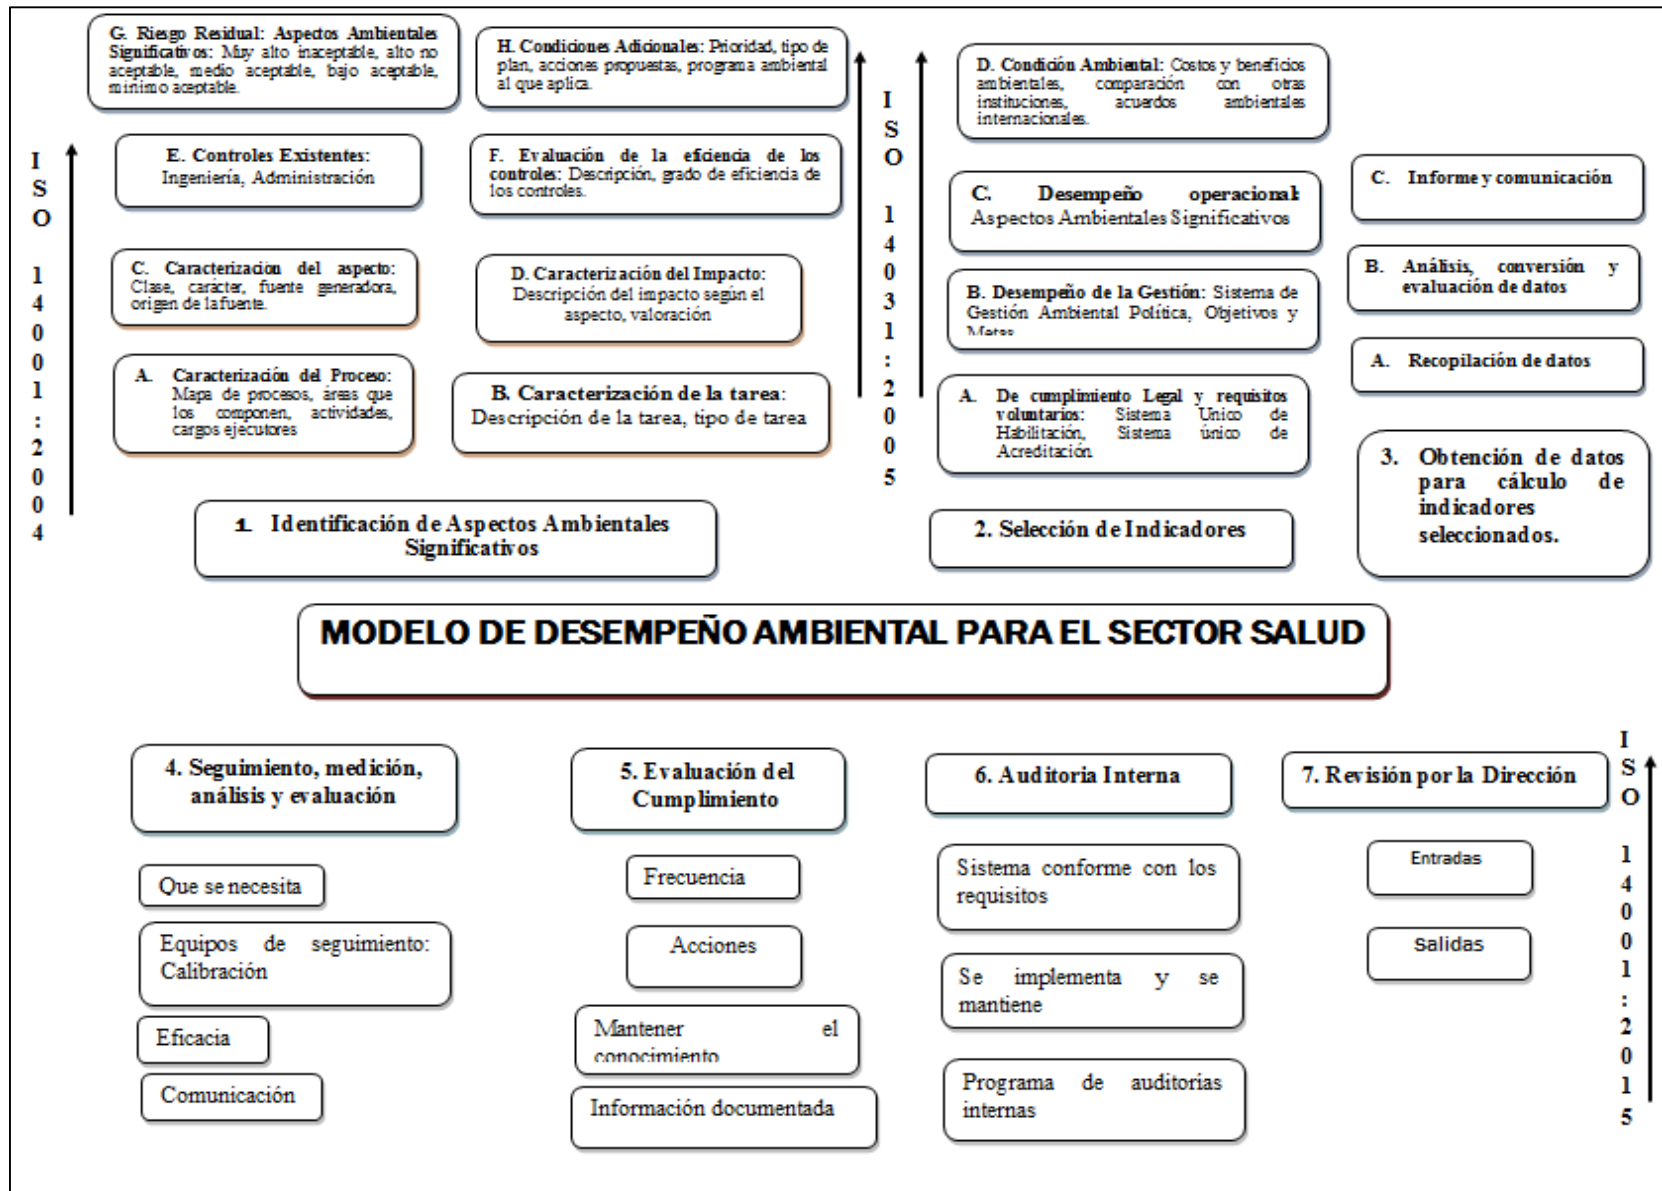 G. Riesgo Residual: Aspectos Ambientales
Significativos: Muy alto inaceptable, alto no
aceptable, medio aceptable, bajo aceptable,
minimo aceptable.
H. Condiciones Adicionales: Prioridad, tipo de
plan, acciones propuestas, programa ambiental
al que aplica.
E. Controles Existentes:
Ingeniería, Administración
F. Evaluación de la eficiencia de los
controles: Descripción, grado de eficiencia de
los controles.
C. Caracterización del aspecto:
Clase, carácter, fuente generadora,
origen de la fuente.
D. Caracterización del Impacto:
Descripción del impacto según el
aspecto, valoración
A. Caracterización del Proceso:
Mapa de procesos, áreas que
los componen, actividades,
cargos ejecutores
B. Caracterización de la tarea:
Descripción de la tarea, tipo de tarea
ISO 14001:2004
1. Identificación de Aspectos Ambientales
Significativos
ISO 14031:2005
D. Condición Ambiental: Costos y beneficios
ambientales, comparación con otras
instituciones, acuerdos ambientales
internacionales.
C. Desempeño operacional:
Aspectos Ambientales Significativos
B. Desempeño de la Gestión: Sistema de
Gestión Ambiental Política, Objetivos y
Metas
A. De cumplimiento Legal y requisitos
voluntarios: Sistema Unico de
Habilitación, Sistema único de
Acreditación.
2. Selección de Indicadores
C. Informe y comunicación
B. Análisis, conversión y
evaluación de datos
A. Recopilación de datos
3. Obtención de datos
para cálculo de
indicadores
seleccionados.
MODELO DE DESEMPEÑO AMBIENTAL PARA EL SECTOR SALUD
4. Seguimiento, medición,
análisis y evaluación
Que se necesita
Equipos de seguimiento:
Calibración
Eficacia
Comunicación
5. Evaluación del
Cumplimiento
Frecuencia
Acciones
Mantener el
conocimiento
Información documentada
6. Auditoria Interna
Sistema conforme con los
requisitos
Se implementa y se
mantiene
Programa de auditorias
internas
7. Revisión por la Dirección
Entradas
Salidas
ISO 14001:2015